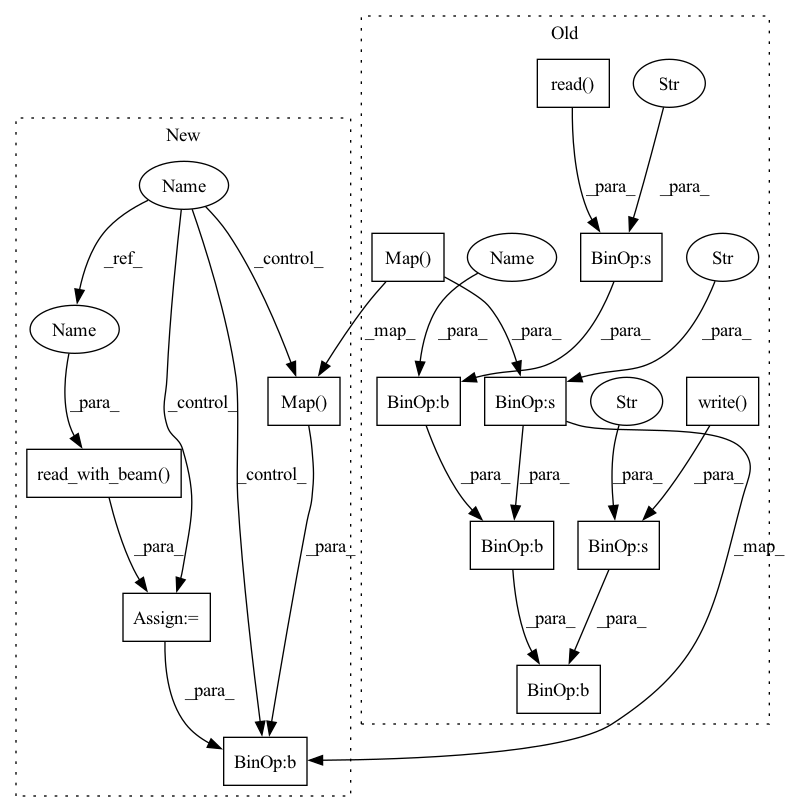 Old
read()
Str
New
Name
_para_
_para_
_ref_
_control_
Map()
Name
BinOp:s
Str
Name
_map_
_para_
_para_
_para_
_para_
_para_
_control_
Map()
BinOp:b
BinOp:s
Str
write()
read_with_beam()
_control_
_para_
_para_
_para_
_para_
_para_
_para_
BinOp:b
BinOp:s
_map_
Assign:=
_para_
_para_
_para_
BinOp:b
BinOp:b